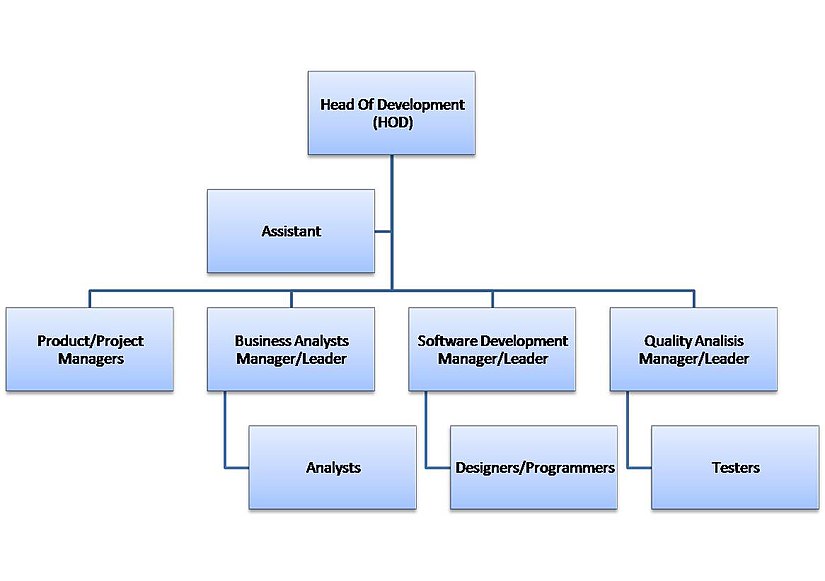 Head Of Development
(HOD)
Assistant
Product/Project
Managers
Business Analysts
Manager/Leader
Software Development
Manager/Leader
Quality Analisis
Manager/Leader
Analysts
Designers/Programmers
Testers